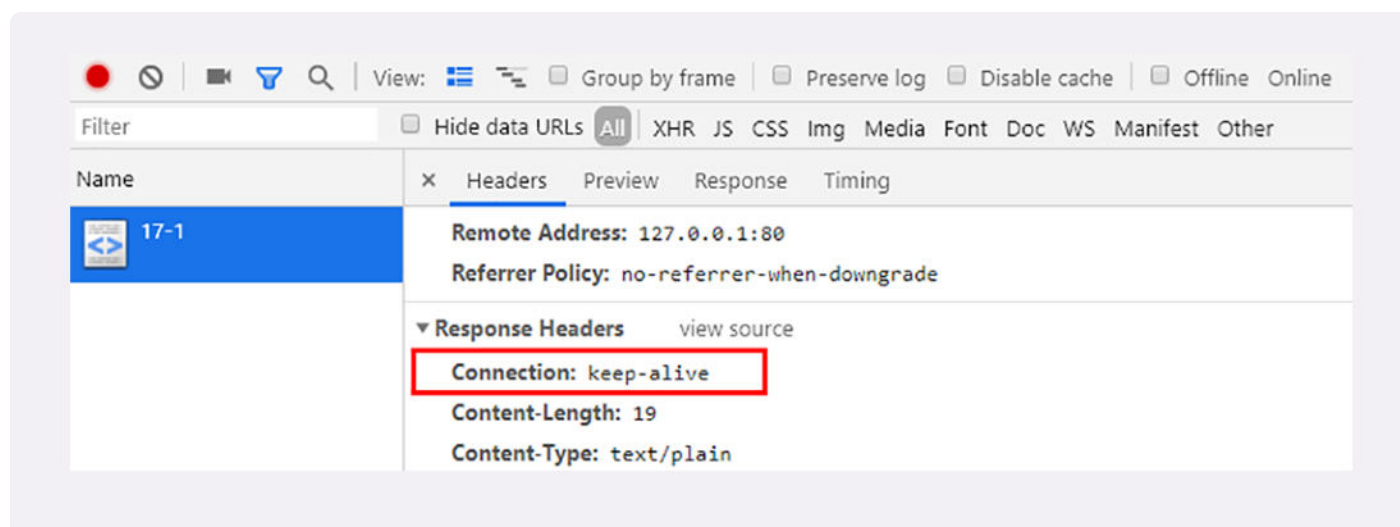 View: Group by frame Preserve log Disable cache Offline Online
Filter Hide data URLs All XHR JS CSS Img Media Font Doc WS Manifest Other
Name × Headers Preview Response Timing
17-1
Remote Address: 127.0.0.1:80
Referrer Policy: no-referrer-when-downgrade
▼ Response Headers view source
Connection: keep-alive
Content-Length: 19
Content-Type: text/plain